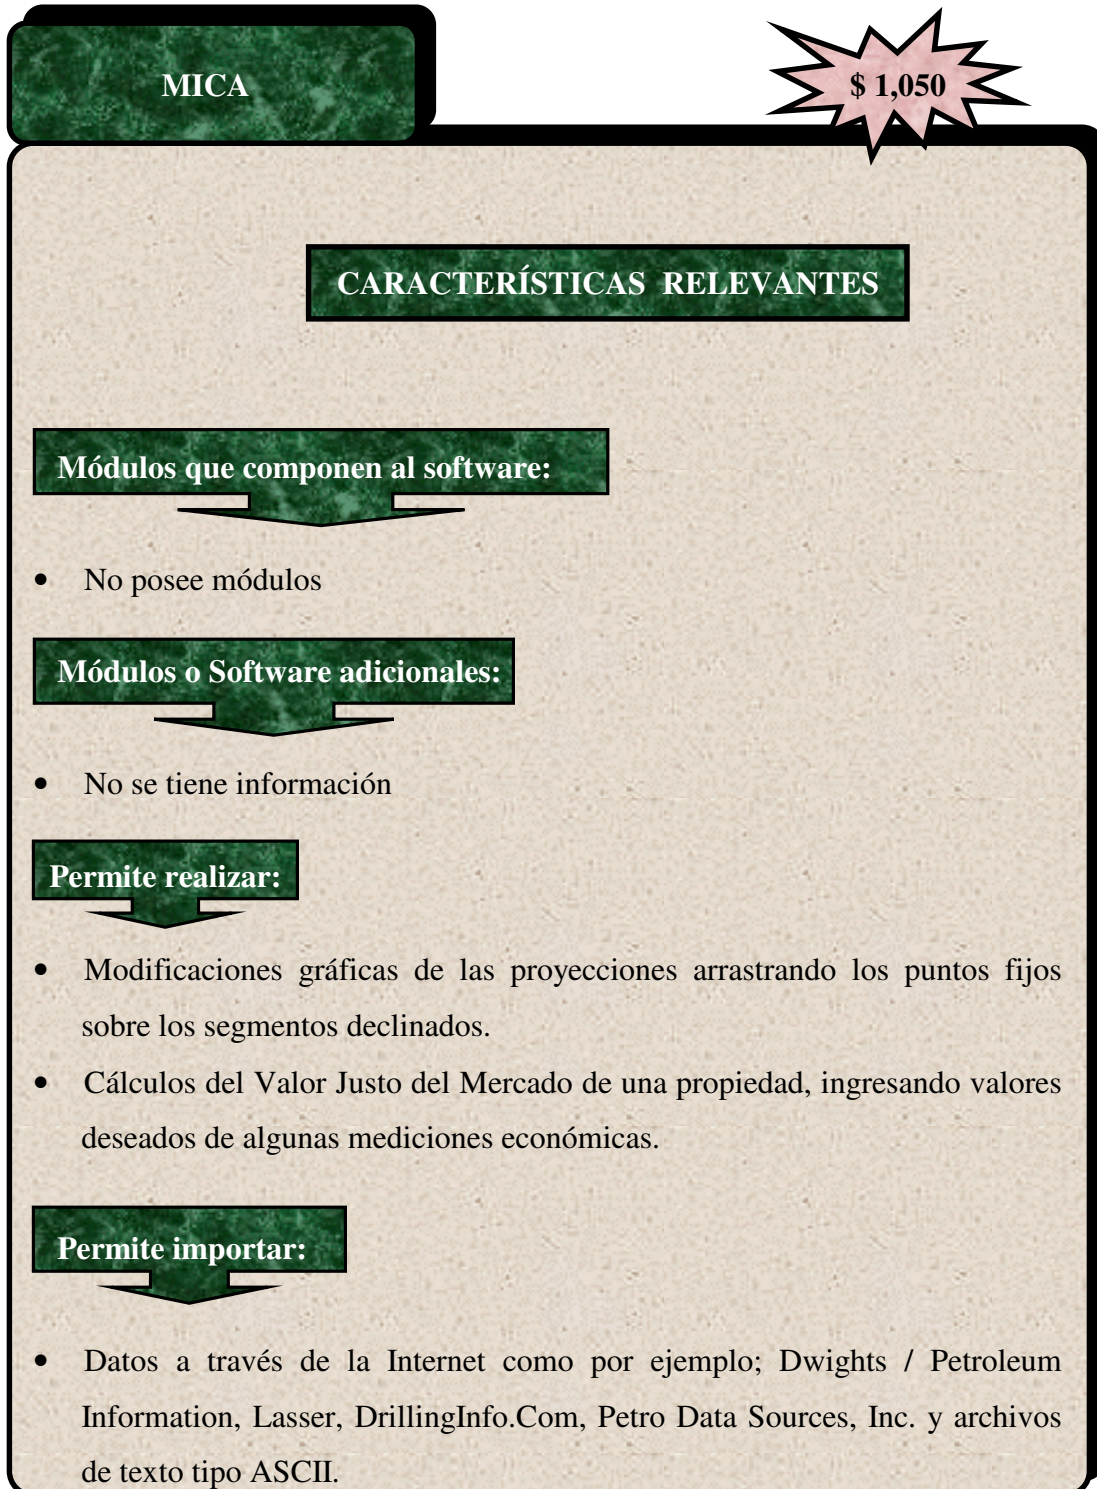 MICA
$ 1,050
CARACTERÍSTICAS RELEVANTES
Módulos que componen al software:
• No posee módulos
Módulos o Software adicionales:
• No se tiene información
Permite realizar:
• Modificaciones gráficas de las proyecciones arrastrando los puntos fijos
sobre los segmentos declinados.
• Cálculos del Valor Justo del Mercado de una propiedad, ingresando valores
deseados de algunas mediciones económicas.
Permite importar:
• Datos a través de la Internet como por ejemplo; Dwights / Petroleum
Information, Lasser, DrillingInfo.Com, Petro Data Sources, Inc. y archivos
de texto tipo ASCII.